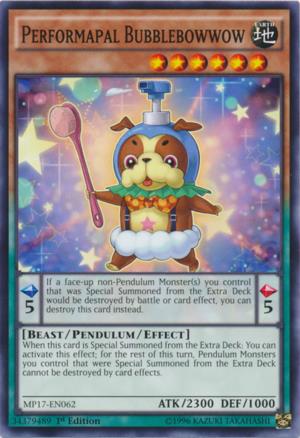 PERFORMAPAL BUBBLEBOWWOW
EARTH
地
If a face-up non-Pendulum Monster(s) you control
that was Special Summoned from the Extra Deck
would be destroyed by battle or card effect, you can
destroy this card instead.
5
5
[BEAST/PENDULUM/EFFECT]
When this card is Special Summoned from the Extra Deck: You can
activate this effect; for the rest of this turn, Pendulum Monsters
you control that were Special Summoned from the Extra Deck
cannot be destroyed by card effects.
MP17-EN062
ATK/2300 DEF/1000
34379489
1st Edition
©1996 KAZUKI TAKAHASHI